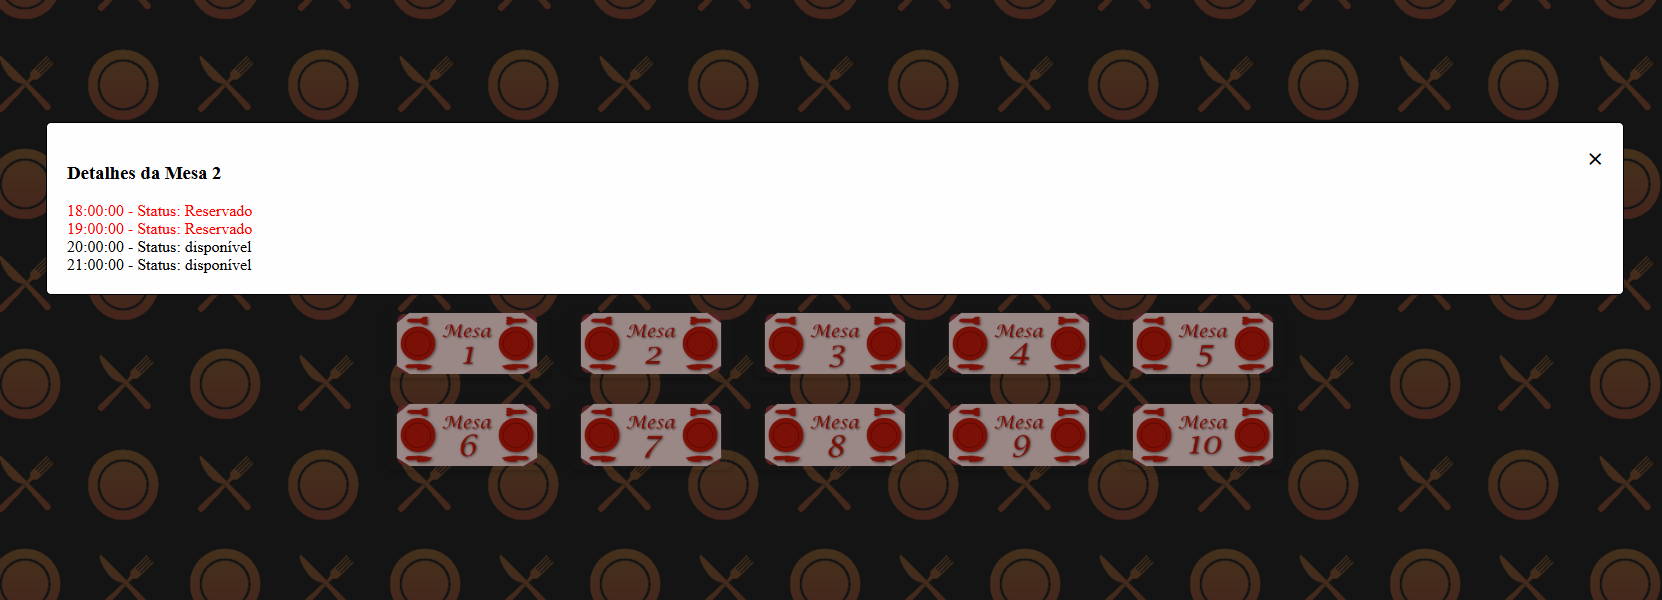 Detalhes da Mesa 2
×
18:00:00 - Status: Reservado
19:00:00 - Status: Reservado
20:00:00 - Status: disponível
21:00:00 - Status: disponível
Mesa 1
Mesa 2
Mesa 3
Mesa 4
Mesa 5
Mesa 6
Mesa 7
Mesa 8
Mesa 9
Mesa 10